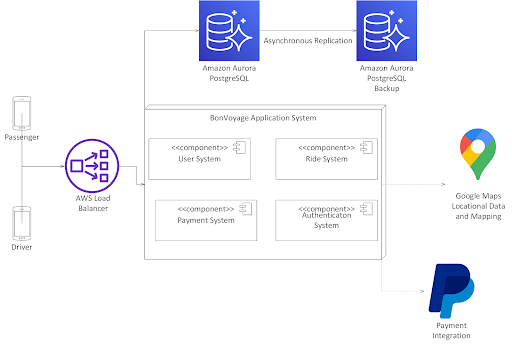 Asynchronous Replication
Amazon Aurora
PostgreSQL
Amazon Aurora
PostgreSQL
Backup
BonVoyage Application System
Passenger
<<component>>
User System
<<component>>
Ride System
AWS Load
Balancer
Google Maps
Locational Data
and Mapping
<<component>>
Payment System
<<component>>
Authenticaton
System
Driver
Payment
Integration